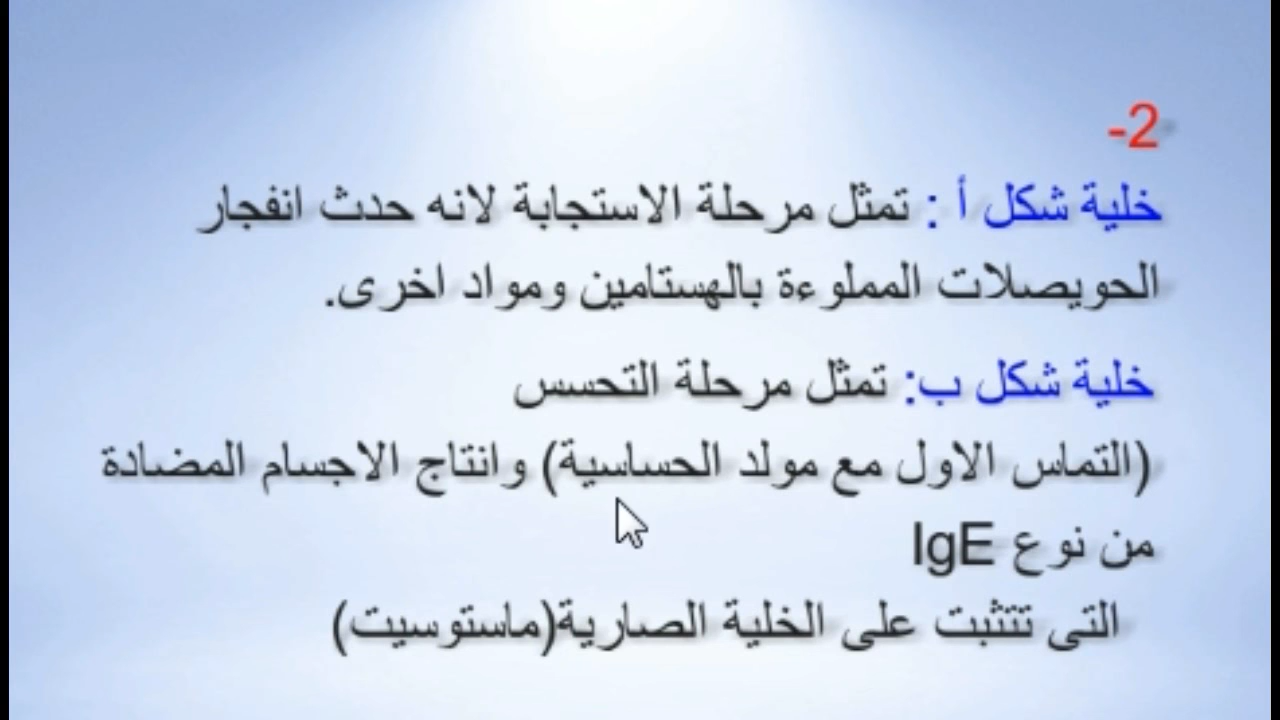 2-
خلية شكل أ : تمثل مرحلة الاستجابة لانه حدث انفجار
الحويصلات المملوءة بالهستامين ومواد اخرى.
خلية شكل ب: تمثل مرحلة التحسس
(التماس الاول مع مولد الحساسية) وانتاج الاجسام المضادة
من نوع IgE
التى تتثبت على الخلية الصارية(ماستوسيت)